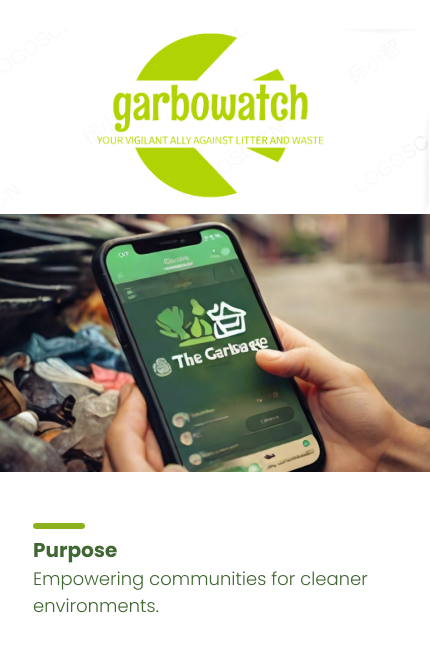 garbowatch
YOUR VIGILANT ALLY AGAINST LITTER AND WASTE
The Garbage
Purpose
Empowering communities for cleaner
environments.